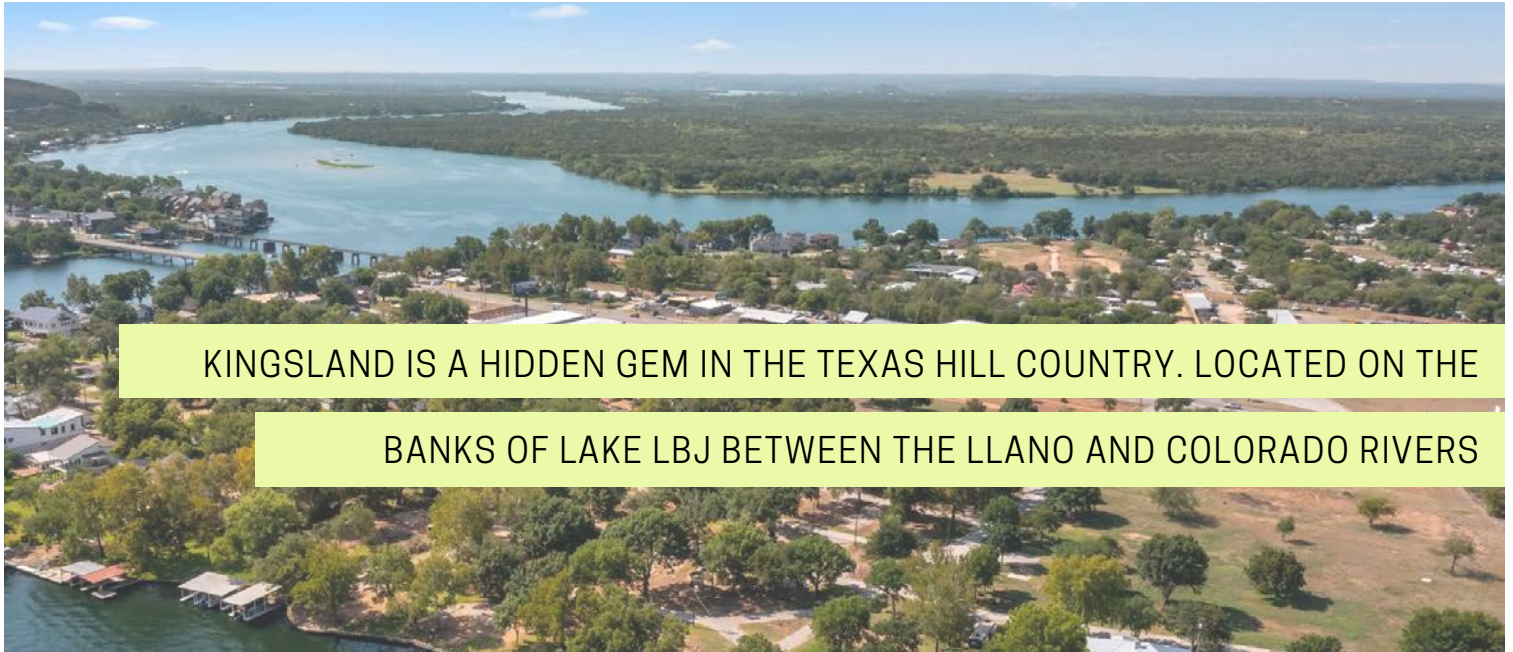 KINGSLAND IS A HIDDEN GEM IN THE TEXAS HILL COUNTRY. LOCATED ON THE
BANKS OF LAKE LBJ BETWEEN THE LLANO AND COLORADO RIVERS